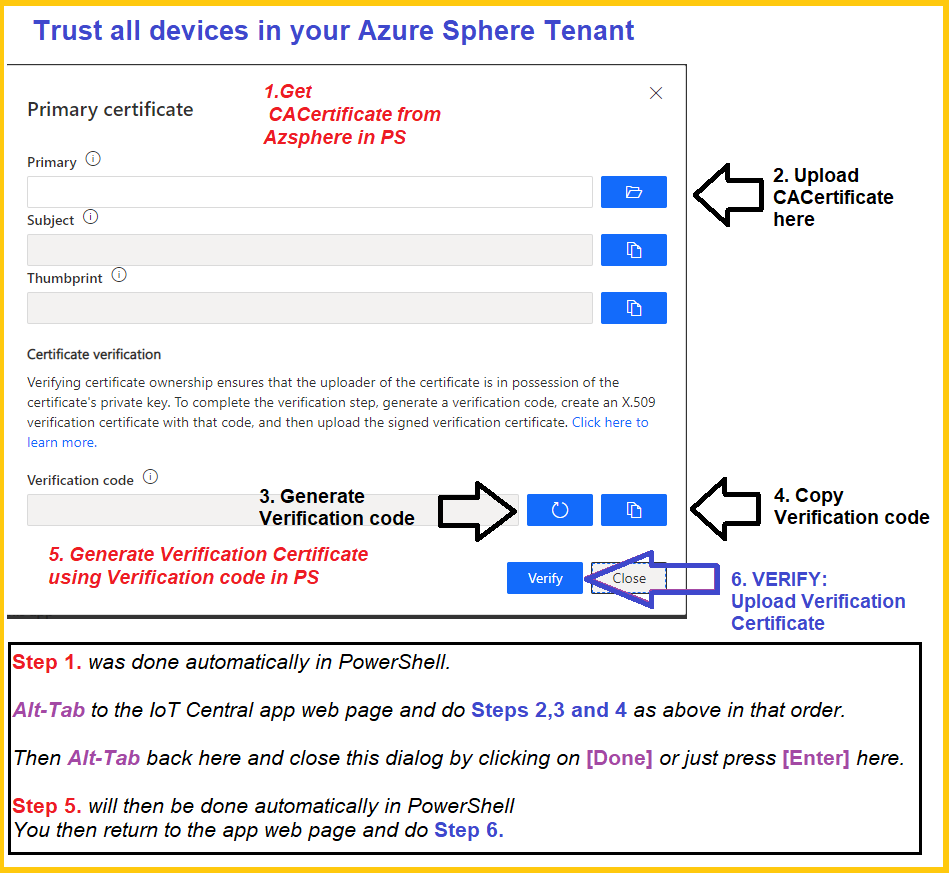 Trust all devices in your Azure Sphere Tenant
1.Get
CACertificate from
Azsphere in PS
Primary certificate
Primary
2. Upload
CACertificate
here
Subject
Thumbprint
Certificate verification
Verifying certificate ownership ensures that the uploader of the certificate is in possession of the
certificate's private key. To complete the verification step, generate a verification code, create an X.509
verification certificate with that code, and then upload the signed verification certificate. Click here to
learn more.
Verification code
3. Generate
Verification code
4. Copy
Verification code
5. Generate Verification Certificate
using Verification code in PS
Verify
Close
6. VERIFY:
Upload Verification
Certificate
Step 1. was done automatically in PowerShell.
Alt-Tab to the IoT Central app web page and do Steps 2,3 and 4 as above in that order.
Then Alt-Tab back here and close this dialog by clicking on [Done] or just press [Enter] here.
Step 5. will then be done automatically in PowerShell
You then return to the app web page and do Step 6.